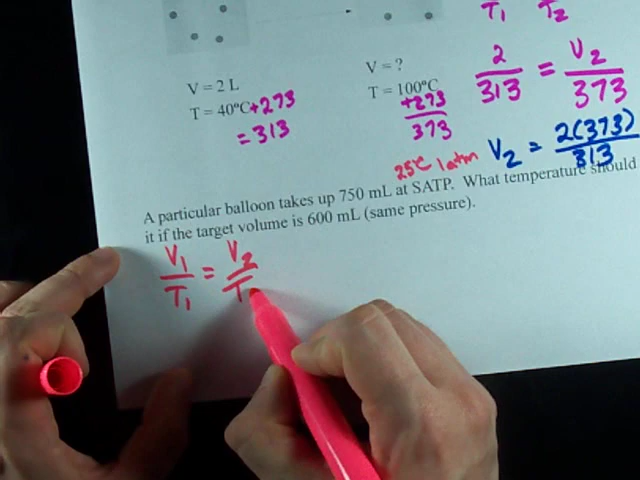 T₁ T₂
V = 2 L
T = 40°C +273
= 313
V = ?
T = 100°C
+273
373
2/313 = V₂/373
V₂ = 2(373)/313
25°C 1 atm
A particular balloon takes up 750 mL at SATP. What temperature should
it if the target volume is 600 mL (same pressure).
V₁/T₁ = V₂/T